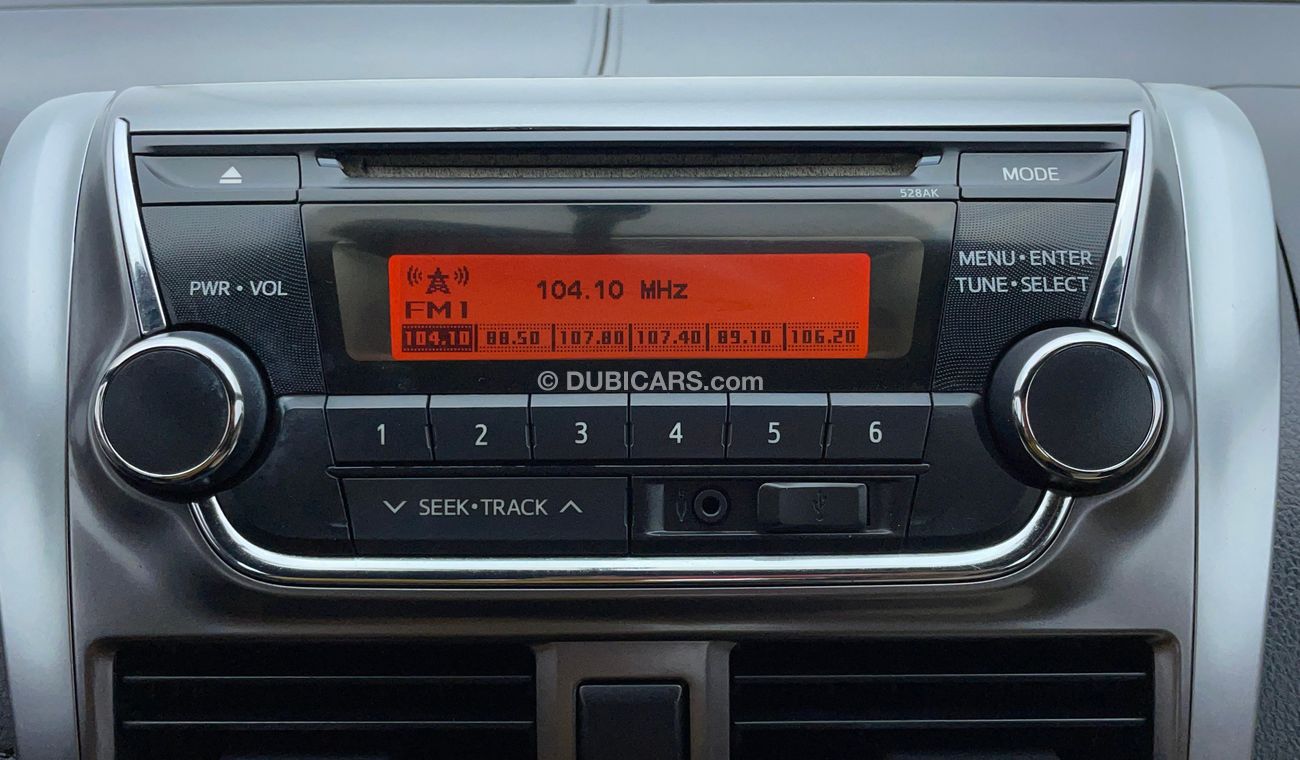 MODE
528AK
PWR • VOL
MENU • ENTER
TUNE • SELECT
104.10 MHz
FM1
104.10 88.50 107.80 107.40 89.10 106.20
© DUBICARS.com
1 2 3 4 5 6
SEEK • TRACK